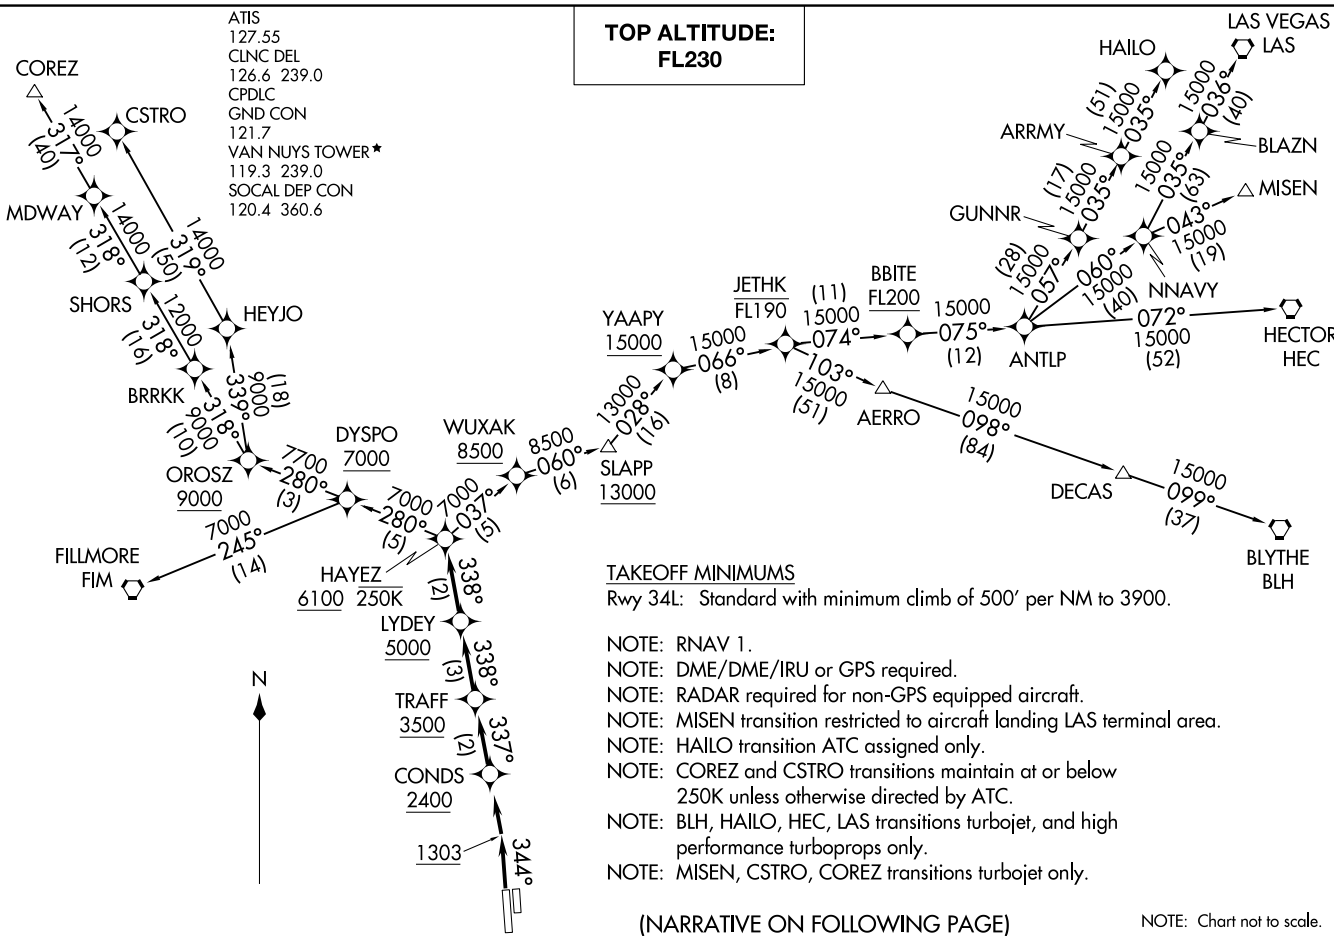 ATIS
127.55
CLNC DEL
126.6 239.0
CPDLC
GND CON
121.7
VAN NUYS TOWER★
119.3 239.0
SOCAL DEP CON
120.4 360.6
TOP ALTITUDE:
FL230
COREZ
14000
317°
(40)
MDWAY
14000
318°
(12)
SHORS
12000
318°
(16)
BRRKK
9000
318°
(10)
CSTRO
14000
319°
(50)
HEYJO
(18)
9000
339°
OROSZ
9000
7700
280°
(3)
DYSPO
7000
7000
245°
(14)
FILLMORE
FIM
7000
280°
(5)
HAYEZ
6100 250K
7000
037°
(5)
WUXAK
8500
8500
060°
(6)
SLAPP
13000
13000
028°
(16)
YAAPY
15000
15000
066°
(8)
JETHK
FL190
(11)
15000
074°
BBITE
FL200
15000
075°
(12)
ANTLP
(28)
15000
057°
GUNNR
(17)
15000
035°
ARRMY
(51)
15000
035°
HAILO
060°
15000
(40)
NNAVY
15000
035°
(63)
BLAZN
15000
036°
(40)
LAS VEGAS
LAS
043°
15000
(19)
MISEN
072°
15000
(52)
HECTOR
HEC
103°
15000
(51)
AERRO
15000
098°
(84)
DECAS
15000
099°
(37)
BLYTHE
BLH
338°
(2)
LYDEY
5000
338°
(3)
TRAFF
3500
337°
(2)
CONDS
2400
1303
344°
N
TAKEOFF MINIMUMS
Rwy 34L: Standard with minimum climb of 500' per NM to 3900.
NOTE: RNAV 1.
NOTE: DME/DME/IRU or GPS required.
NOTE: RADAR required for non-GPS equipped aircraft.
NOTE: MISEN transition restricted to aircraft landing LAS terminal area.
NOTE: HAILO transition ATC assigned only.
NOTE: COREZ and CSTRO transitions maintain at or below
250K unless otherwise directed by ATC.
NOTE: BLH, HAILO, HEC, LAS transitions turbojet, and high
performance turboprops only.
NOTE: MISEN, CSTRO, COREZ transitions turbojet only.
(NARRATIVE ON FOLLOWING PAGE)
NOTE: Chart not to scale.